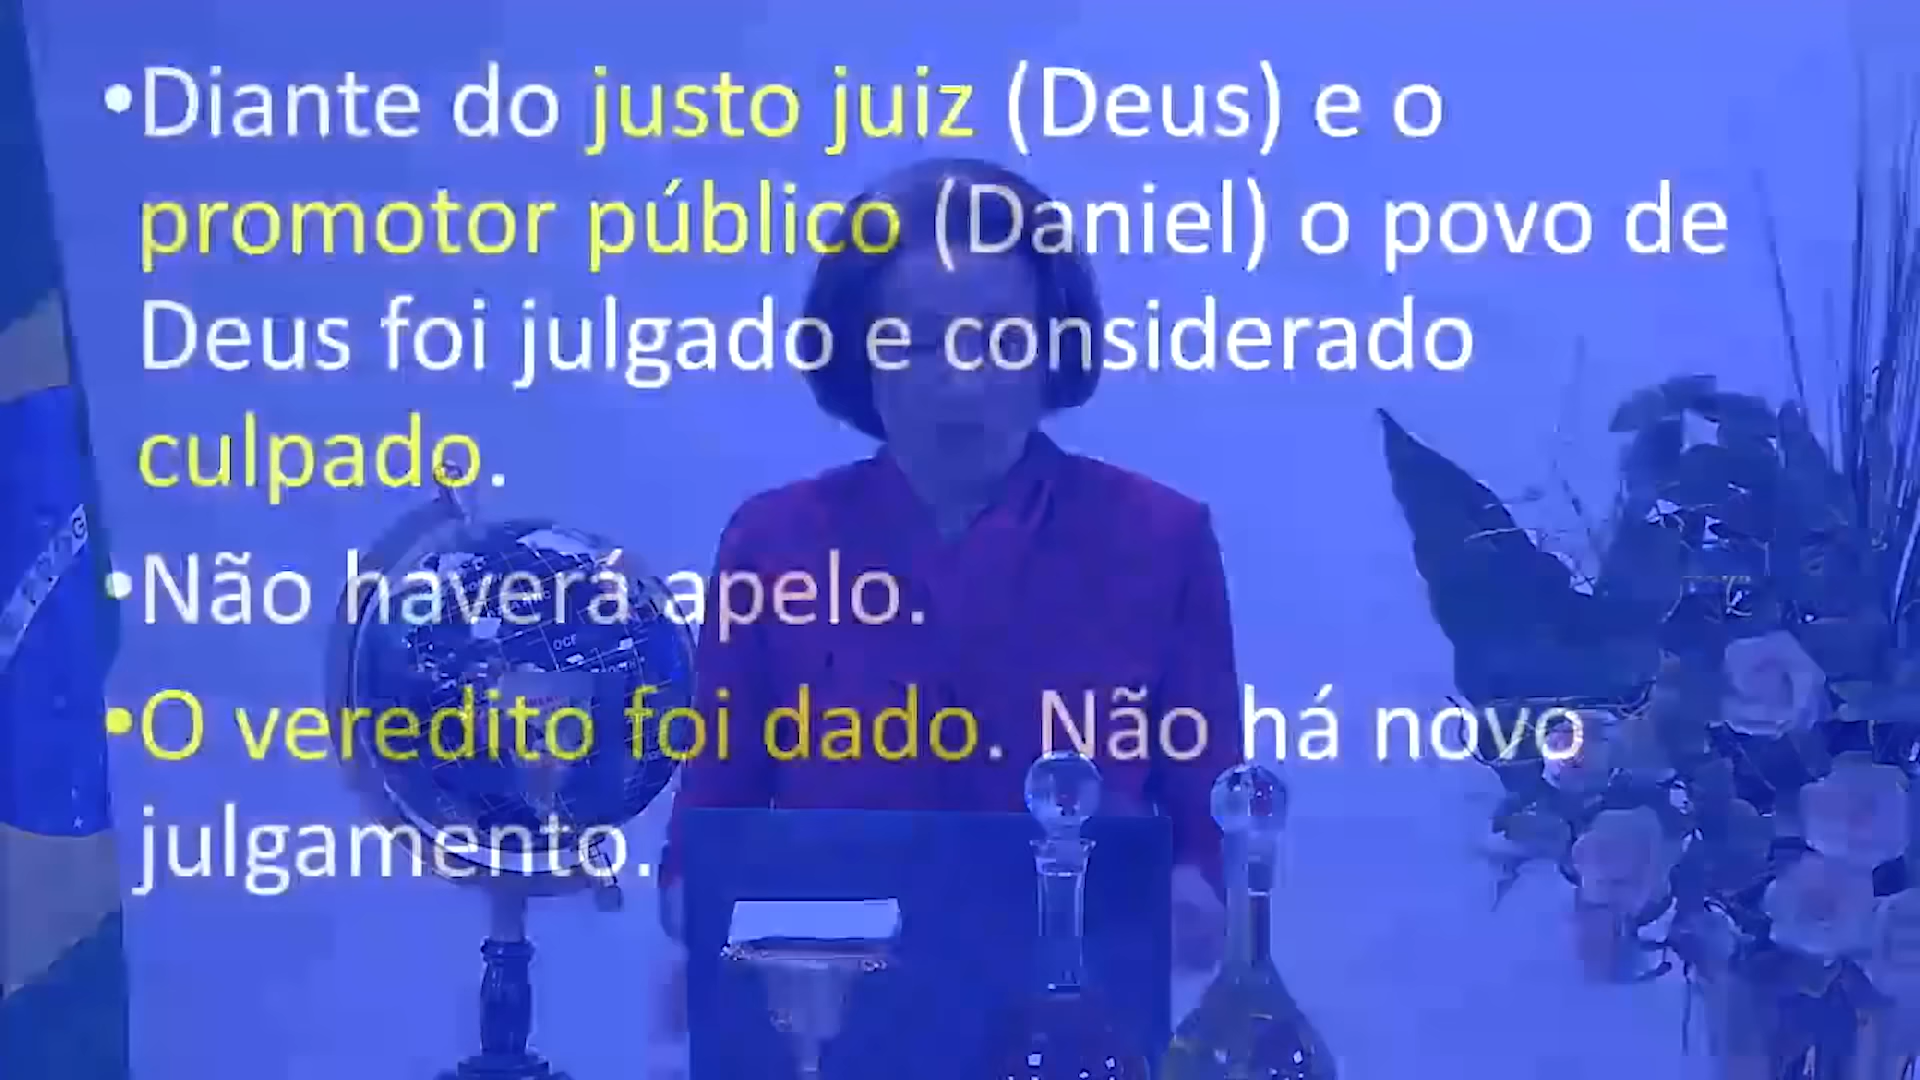 •Diante do justo juiz (Deus) e o
promotor público (Daniel) o povo de
Deus foi julgado e considerado
culpado.
•Não haverá apelo.
•O veredito foi dado. Não há novo
julgamento.